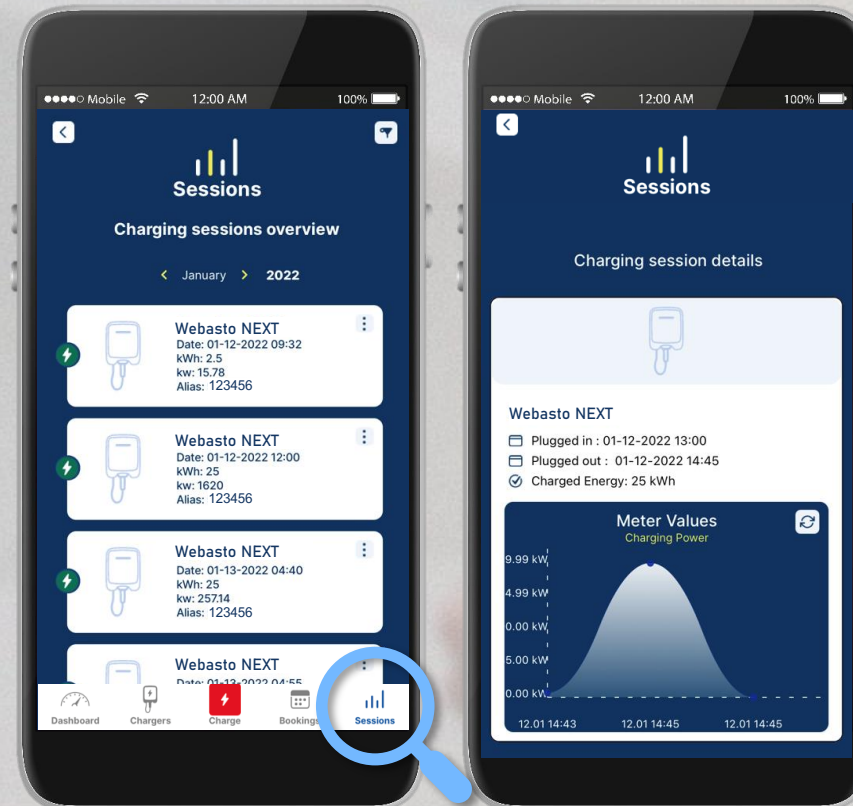 Mobile 12:00 AM 100%
Sessions
Charging sessions overview
January 2022
Webasto NEXT
Date: 01-12-2022 09:32
kWh: 2.5
kw: 15.78
Alias: 123456
Webasto NEXT
Date: 01-12-2022 12:00
kWh: 25
kw: 1620
Alias: 123456
Webasto NEXT
Date: 01-13-2022 04:40
kWh: 25
kw: 257.14
Alias: 123456
Webasto NEXT
Date: 01-13-2022 04:55
Dashboard Chargers Charge Bookings Sessions
Mobile 12:00 AM 100%
Sessions
Charging session details
Webasto NEXT
Plugged in : 01-12-2022 13:00
Plugged out : 01-12-2022 14:45
Charged Energy: 25 kWh
Meter Values
Charging Power
9.99 kW
4.99 kW
0.00 kW
5.00 kW
0.00 kW
12.01 14:43 12.01 14:45 12.01 14:45